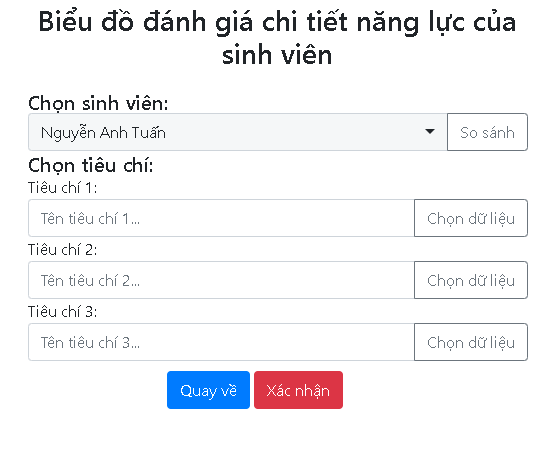 Biểu đồ đánh giá chi tiết năng lực của
sinh viên
Chọn sinh viên:
Nguyễn Anh Tuấn
So sánh
Chọn tiêu chí:
Tiêu chí 1:
Tên tiêu chí 1...
Chọn dữ liệu
Tiêu chí 2:
Tên tiêu chí 2...
Chọn dữ liệu
Tiêu chí 3:
Tên tiêu chí 3...
Chọn dữ liệu
Quay về
Xác nhận